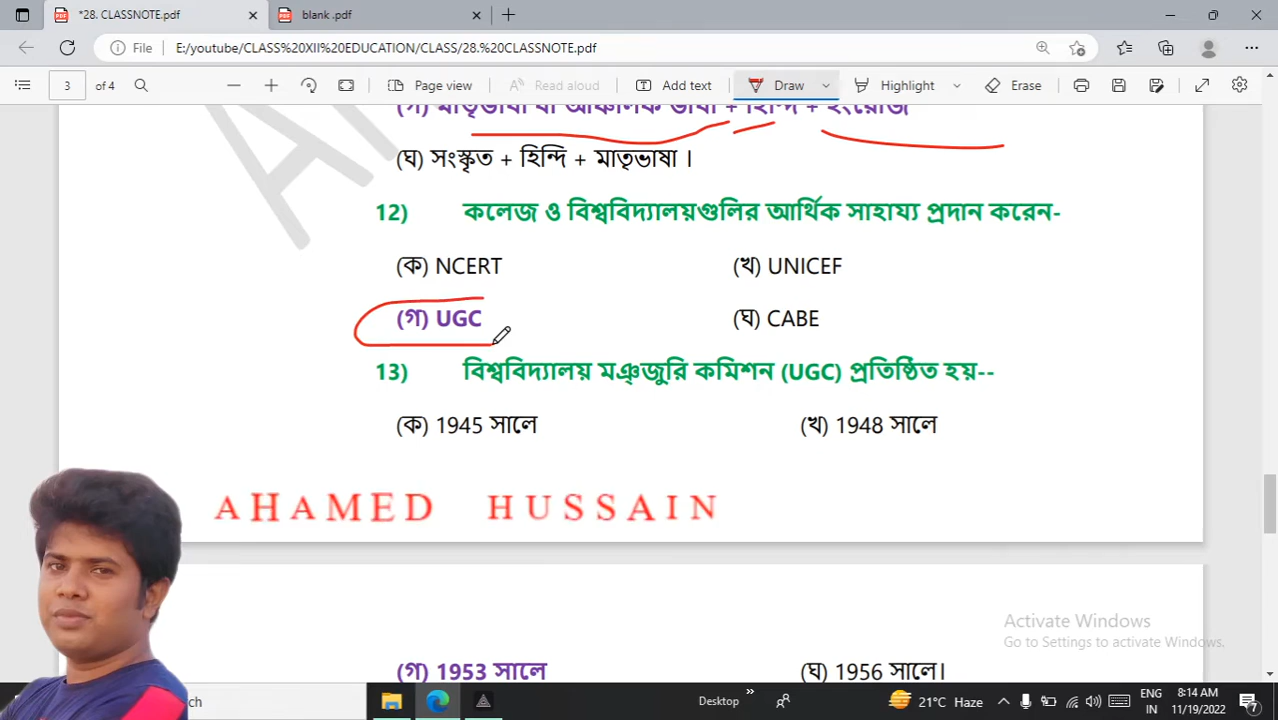 *28. CLASSNOTE.pdf
blank .pdf
File E:/youtube/CLASS%20XII%20EDUCATION/CLASS/28.%20CLASSNOTE.pdf
3 of 4 Page view Read aloud Add text Draw Highlight Erase
(গ) মাতৃভাষা বা আঞ্চলিক ভাষা + হিন্দি + ইংরেজি
(ঘ) সংস্কৃত + হিন্দি + মাতৃভাষা ।
12) কলেজ ও বিশ্ববিদ্যালয়গুলির আর্থিক সাহায্য প্রদান করেন-
(ক) NCERT (খ) UNICEF
(গ) UGC (ঘ) CABE
13) বিশ্ববিদ্যালয় মঞ্জুরি কমিশন (UGC) প্রতিষ্ঠিত হয়--
(ক) 1945 সালে (খ) 1948 সালে
AHAMED HUSSAIN
Activate Windows
Go to Settings to activate Windows.
(গ) 1953 সালে (ঘ) 1956 সালে।
Desktop
21°C Haze
ENG
IN
8:14 AM
11/19/2022
7